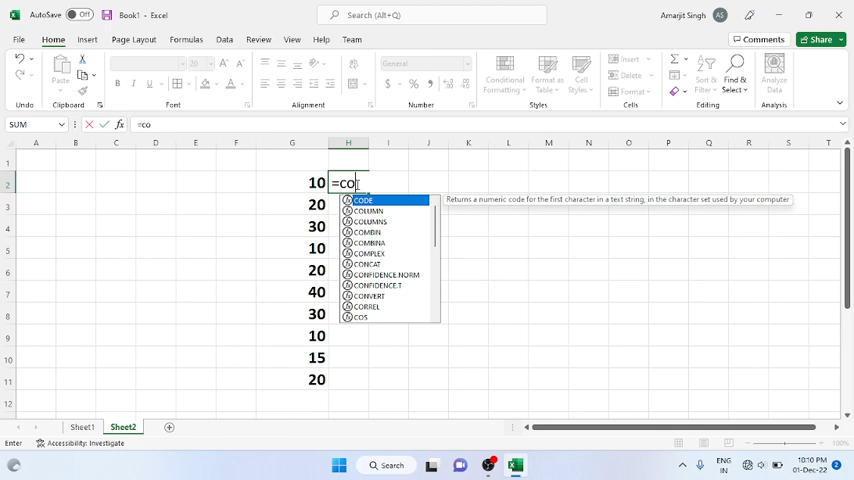 AutoSave Off Book1 - Excel Search (Alt+Q) Amarjit Singh AS
File Home Insert Page Layout Formulas Data Review View Help Team Comments Share
Paste General Conditional Formatting Format as Table Cell Styles Insert Delete Format Sort & Filter Find & Select Analyze Data
B I U A A A $ % 20
Undo Clipboard Font Alignment Number Styles Cells Editing Analysis
SUM fx =co
A B C D E F G H I J K L M N O P Q R S T
1
2 10 =CO
CODE Returns a numeric code for the first character in a text string, in the character set used by your computer
3 20 COLUMN
COLUMNS
4 30 COMBIN
COMBINA
5 10 COMPLEX
CONCAT
6 20 CONFIDENCE.NORM
CONFIDENCE.T
7 40 CONVERT
CORREL
8 30 COS
9 10
10 15
11 20
12
Sheet1 Sheet2
Enter Accessibility: Investigate 100%
Search ENG IN 10:10 PM 01-Dec-22 2